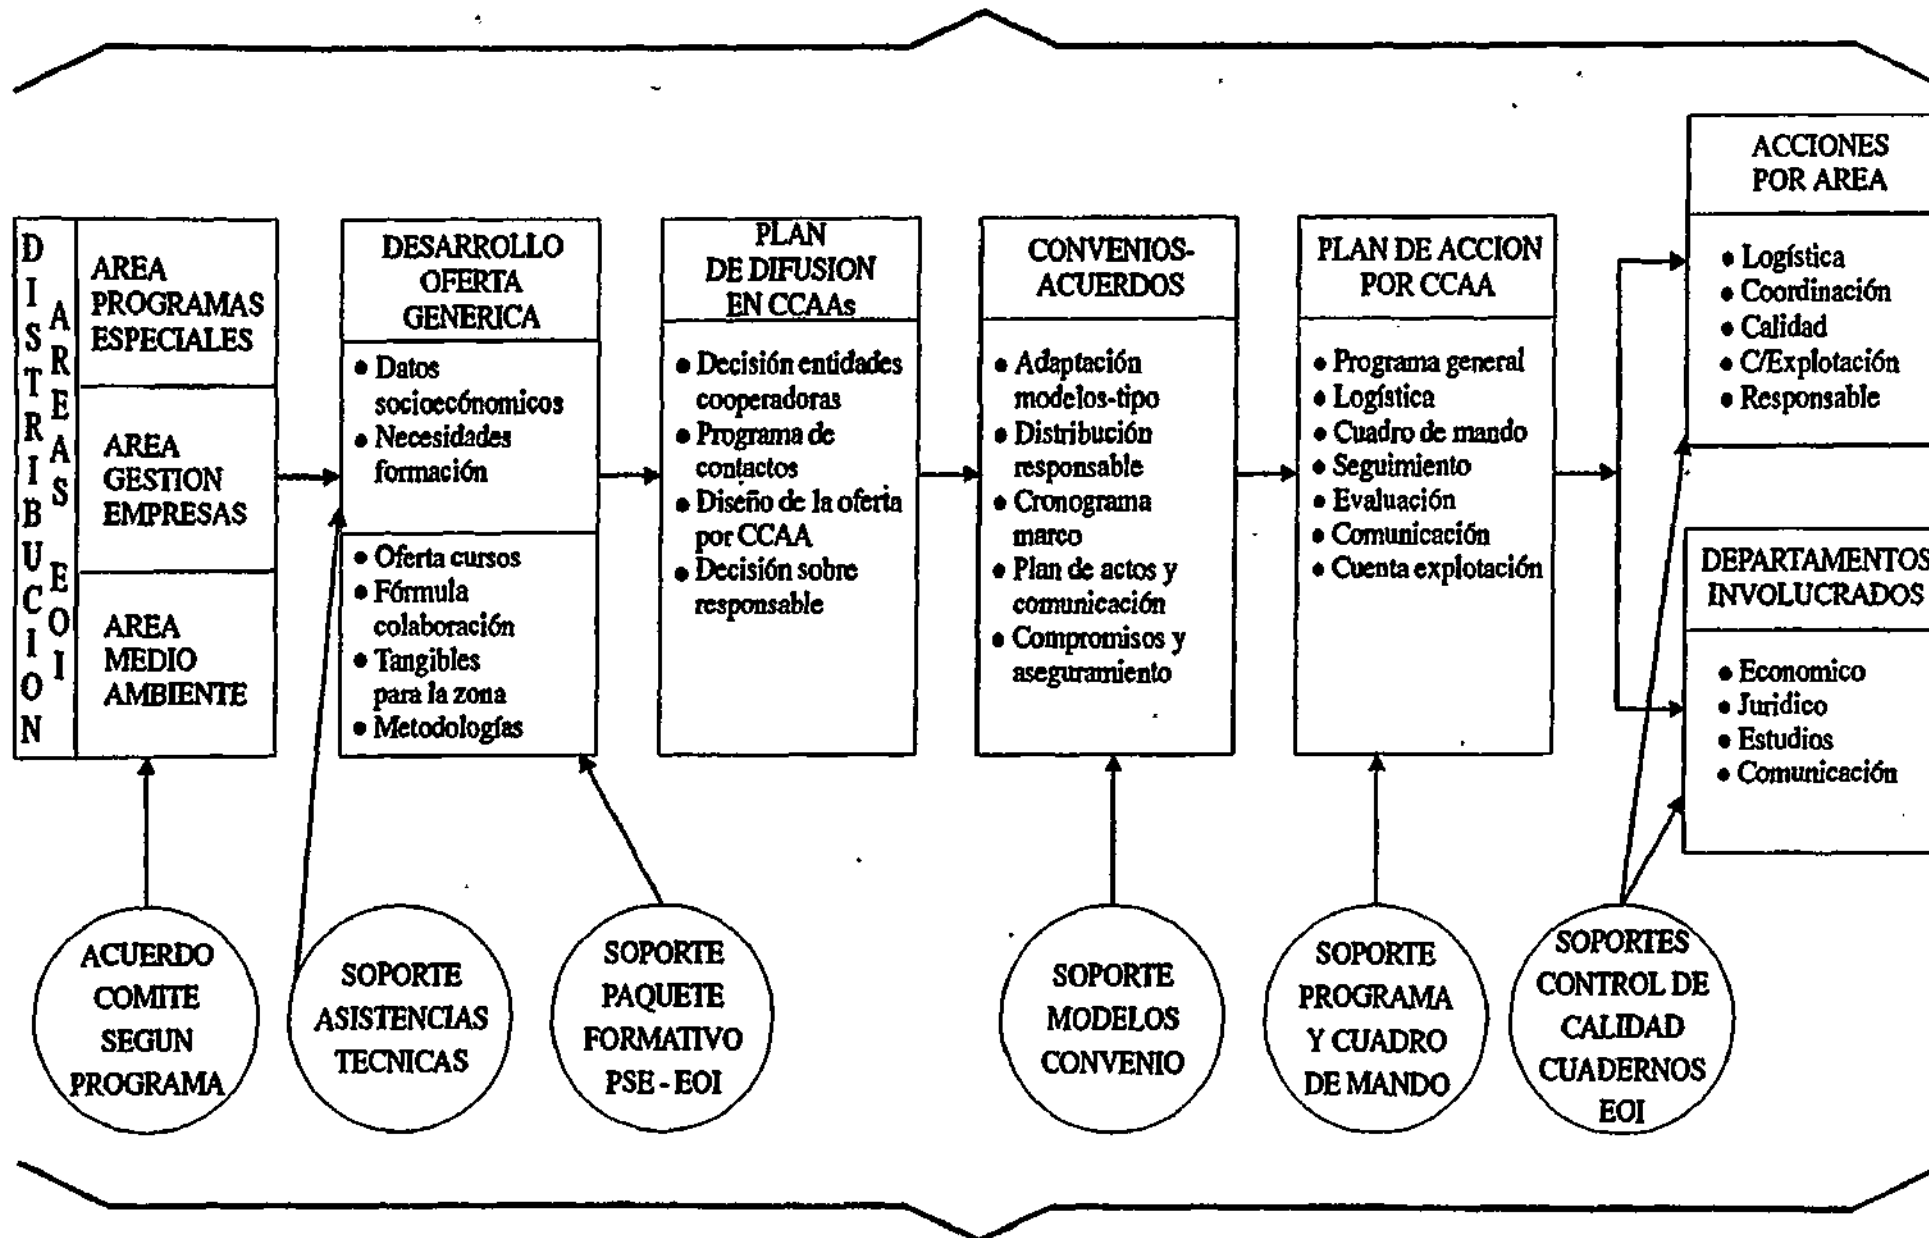 DISTRIBUCION
AREAS EOI
AREA
PROGRAMAS
ESPECIALES
AREA
GESTION
EMPRESAS
AREA
MEDIO
AMBIENTE
DESARROLLO
OFERTA
GENERICA
• Datos
socioecónomicos
• Necesidades
formación
• Oferta cursos
• Fórmula
colaboración
• Tangibles
para la zona
• Metodologías
PLAN
DE DIFUSION
EN CCAAs
• Decisión entidades
cooperadoras
• Programa de
contactos
• Diseño de la oferta
por CCAA
• Decisión sobre
responsable
CONVENIOS-
ACUERDOS
• Adaptación
modelos-tipo
• Distribución
responsable
• Cronograma
marco
• Plan de actos y
comunicación
• Compromisos y
aseguramiento
PLAN DE ACCION
POR CCAA
• Programa general
• Logística
• Cuadro de mando
• Seguimiento
• Evaluación
• Comunicación
• Cuenta explotación
ACCIONES
POR AREA
• Logística
• Coordinación
• Calidad
• C/Explotación
• Responsable
DEPARTAMENTOS
INVOLUCRADOS
• Economico
• Juridico
• Estudios
• Comunicación
ACUERDO
COMITE
SEGUN
PROGRAMA
SOPORTE
ASISTENCIAS
TECNICAS
SOPORTE
PAQUETE
FORMATIVO
PSE - EOI
SOPORTE
MODELOS
CONVENIO
SOPORTE
PROGRAMA
Y CUADRO
DE MANDO
SOPORTES
CONTROL DE
CALIDAD
CUADERNOS
EOI